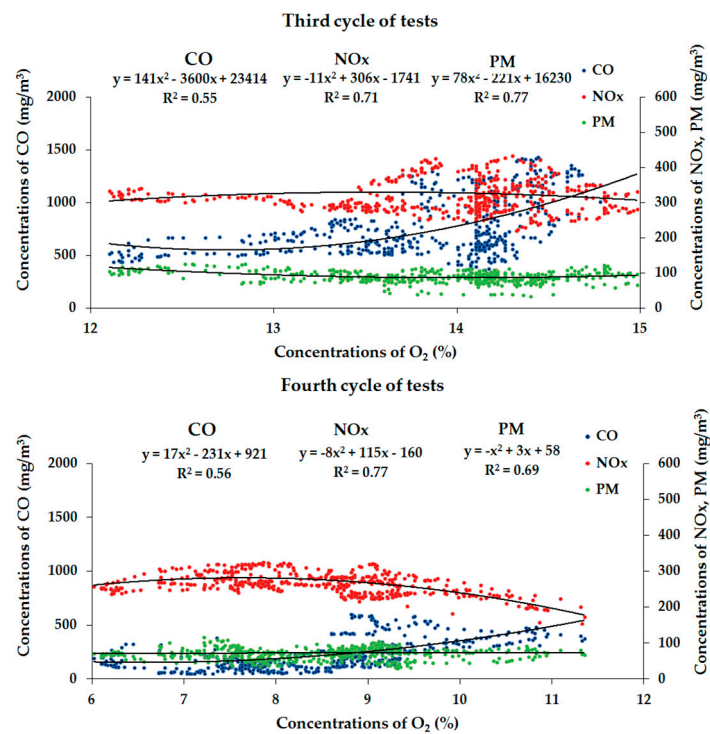 Third cycle of tests
CO NOx PM
y = 141x² - 3600x + 23414 y = -11x² + 306x - 1741 y = 78x² - 221x + 16230
R² = 0.55 R² = 0.71 R² = 0.77
CO
NOx
PM
Concentrations of CO (mg/m³)
2000
1500
1000
500
0
600
500
400
300
200
100
0
Concentrations of NOx, PM (mg/m³)
12 13 14 15
Concentrations of O₂ (%)
Fourth cycle of tests
CO NOx PM
y = 17x² - 231x + 921 y = -8x² + 115x - 160 y = -x² + 3x + 58
R² = 0.56 R² = 0.77 R² = 0.69
CO
NOx
PM
Concentrations of CO (mg/m³)
2000
1500
1000
500
0
600
500
400
300
200
100
0
Concentrations of NOx, PM (mg/m³)
6 7 8 9 10 11 12
Concentrations of O₂ (%)